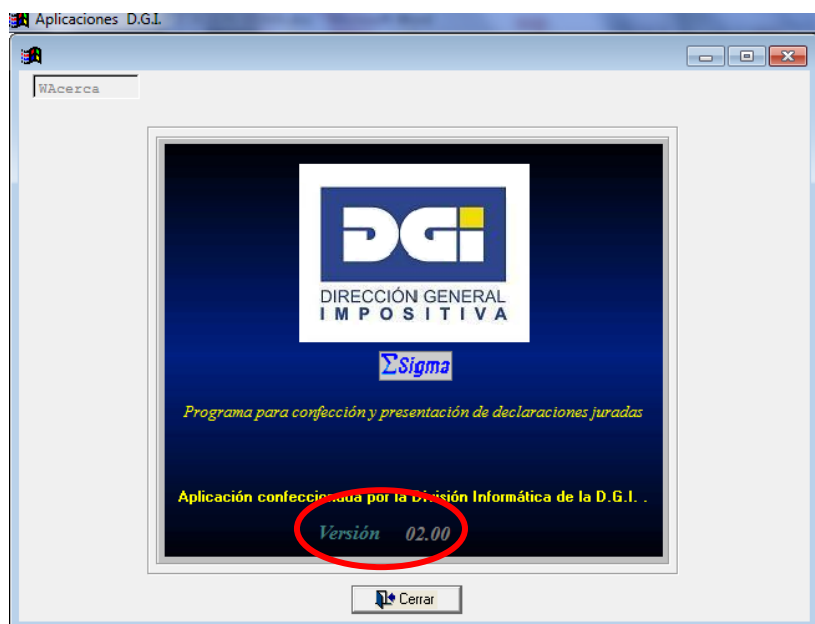 Aplicaciones D.G.I.
WAcerca
DGi
DIRECCIÓN GENERAL
IMPOSITIVA
ΣSigma
Programa para confección y presentación de declaraciones juradas
Aplicación confeccionada por la División Informática de la D.G.I. .
Versión 02.00
Cerrar